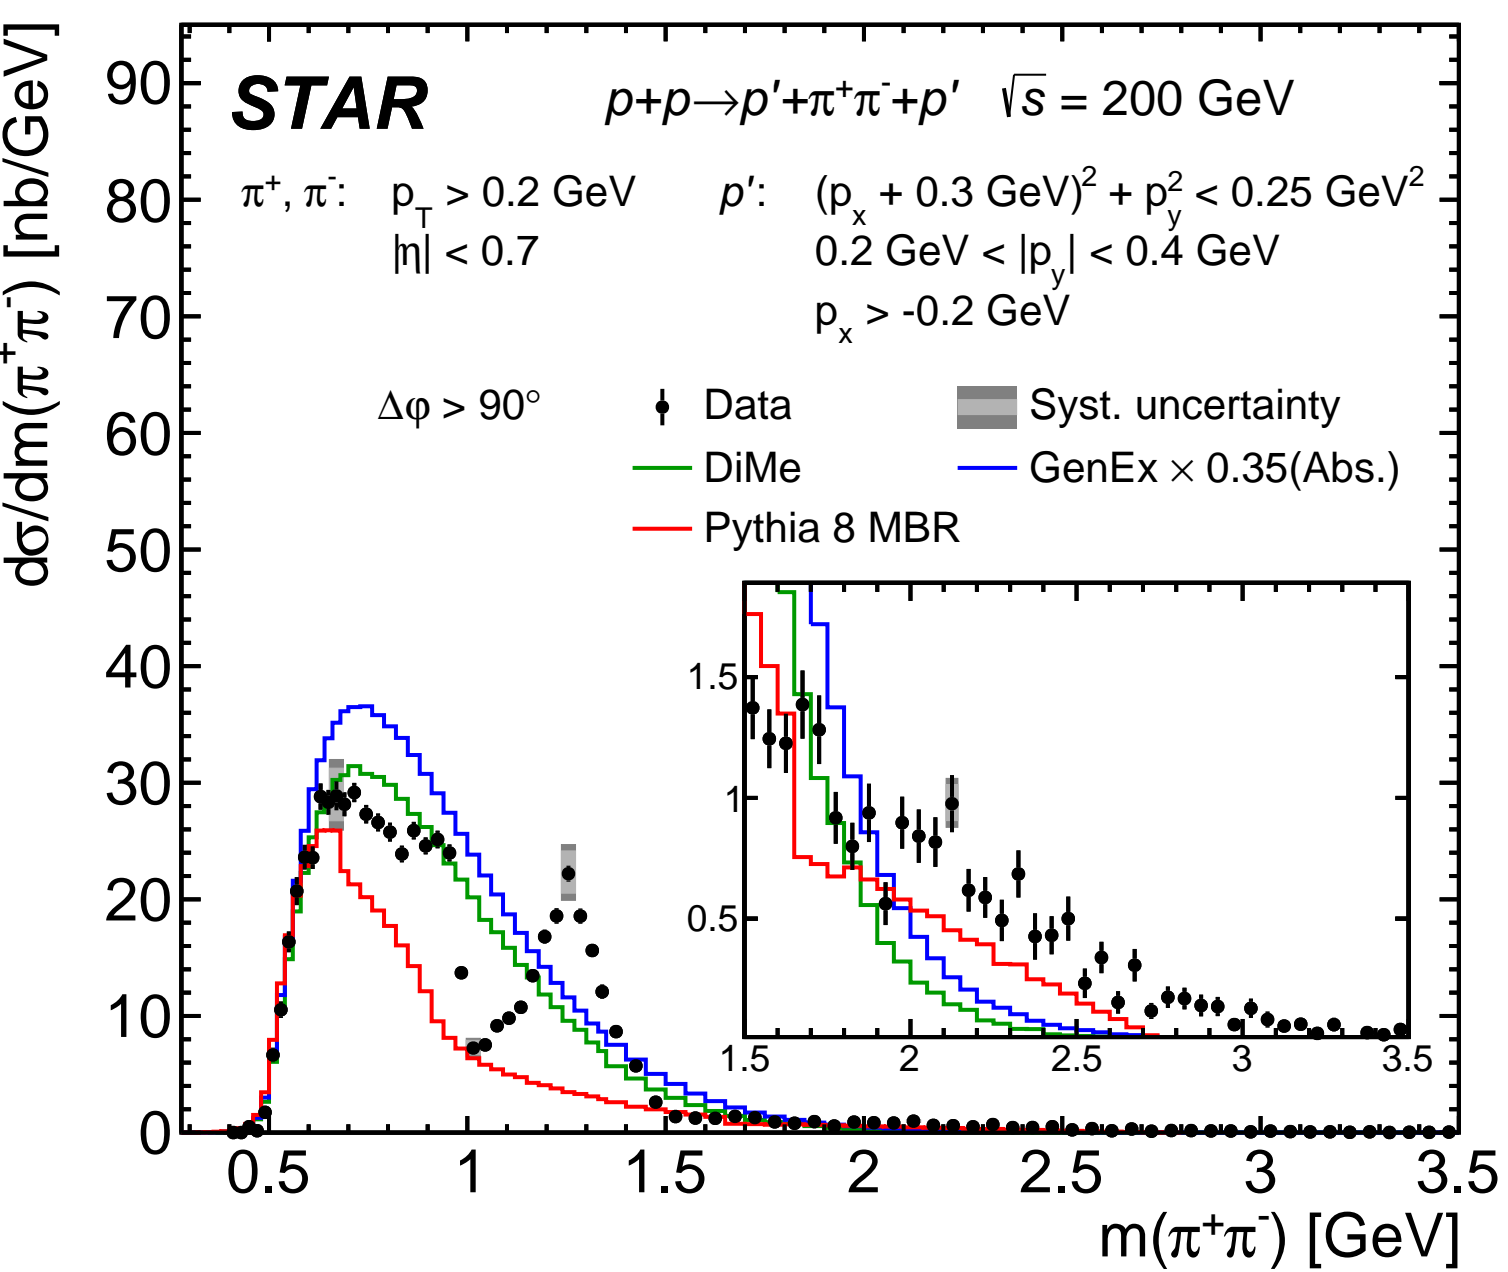 dσ/dm(π⁺π⁻) [nb/GeV]
STAR p+p→p′+π⁺π⁻+p′ √s = 200 GeV
π⁺, π⁻: p_T > 0.2 GeV p′: (p_x + 0.3 GeV)² + p_y² < 0.25 GeV²
|η| < 0.7 0.2 GeV < |p_y| < 0.4 GeV
p_x > -0.2 GeV
Δφ > 90° Data Syst. uncertainty
DiMe GenEx × 0.35(Abs.)
Pythia 8 MBR
90
80
70
60
50
40
30
20
10
0
1.5
1
0.5
1.5 2 2.5 3 3.5
0.5 1 1.5 2 2.5 3 3.5
m(π⁺π⁻) [GeV]